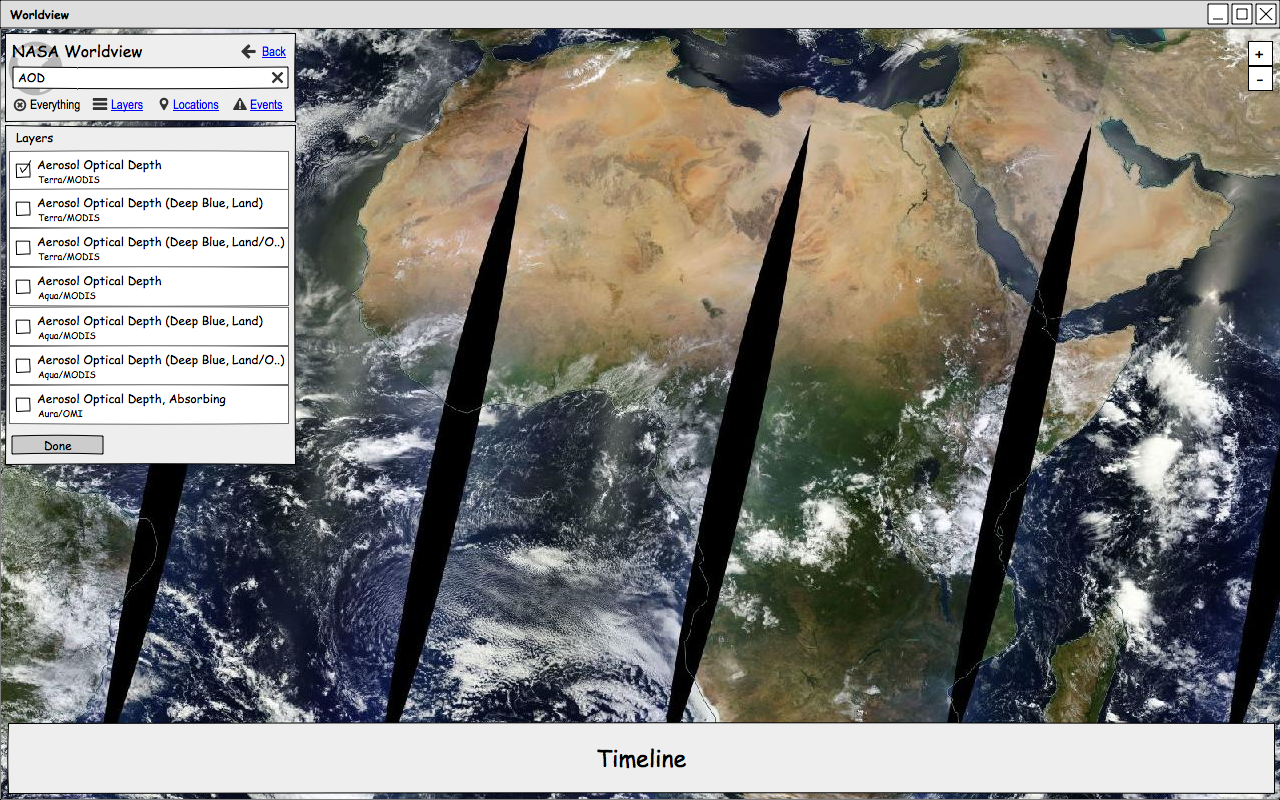 Worldview
NASA Worldview
Back
AOD
Everything Layers Locations Events
Layers
Aerosol Optical Depth
Terra/MODIS
Aerosol Optical Depth (Deep Blue, Land)
Terra/MODIS
Aerosol Optical Depth (Deep Blue, Land/O..)
Terra/MODIS
Aerosol Optical Depth
Aqua/MODIS
Aerosol Optical Depth (Deep Blue, Land)
Aqua/MODIS
Aerosol Optical Depth (Deep Blue, Land/O..)
Aqua/MODIS
Aerosol Optical Depth, Absorbing
Aura/OMI
Done
+
-
Timeline